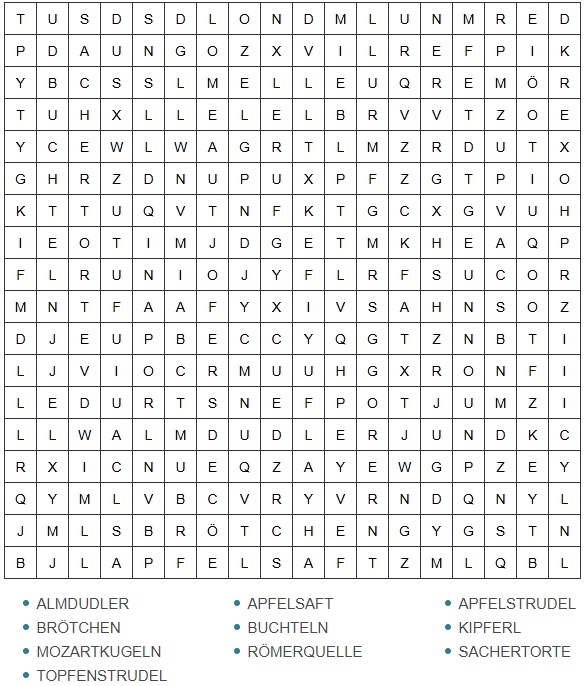 T U S D S D L O N D M L U N M R E D
P D A U N G O Z X V I L R E F P I K
Y B C S S L M E L L E U Q R E M Ö R
T U H X L L E L E L B R V V T Z O E
Y C E W L W A G R T L M Z R D U T X
G H R Z D N U P U X P F Z G T P I O
K T T U Q V T N F K T G C X G V U H
I E O T I M J D G E T M K H E A Q P
F L R U N I O J Y F L R F S U C O R
M N T F A A F Y X I V S A H N S O Z
D J E U P B E C C Y Q G T Z N B T I
L J V I O C R M U U H G X R O N F I
L E D U R T S N E F P O T J U M Z I
L L W A L M D U D L E R J U N D K C
R X I C N U E Q Z A Y E W G P Z E Y
Q Y M L V B C V R Y V R N D Q N Y L
J M L S B R Ö T C H E N G Y G S T N
B J L A P F E L S A F T Z M L Q B L
• ALMDUDLER • APFELSAFT • APFELSTRUDEL
• BRÖTCHEN • BUCHTELN • KIPFERL
• MOZARTKUGELN • RÖMERQUELLE • SACHERTORTE
• TOPFENSTRUDEL